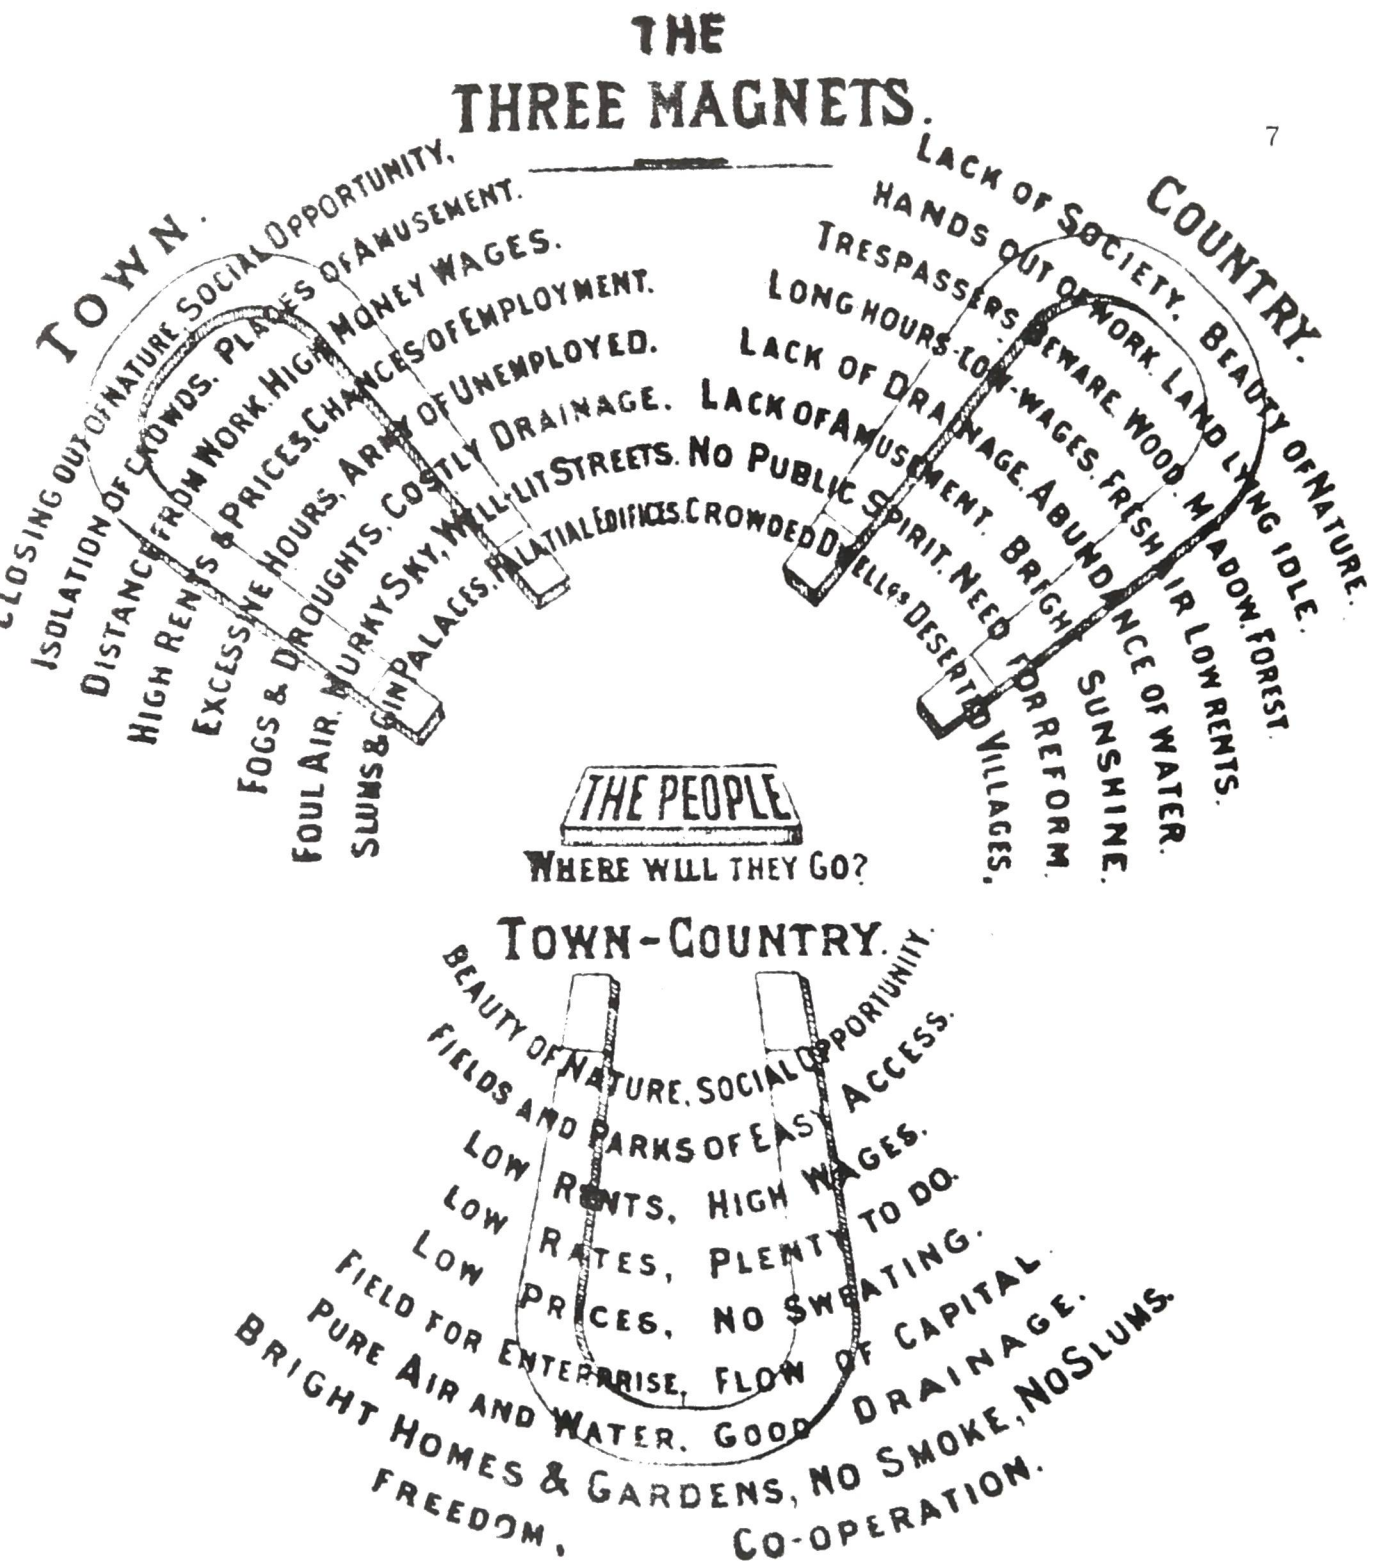 THE
THREE MAGNETS.
7
TOWN.
CLOSING OUT OF NATURE. SOCIAL OPPORTUNITY.
ISOLATION OF CROWDS. PLACES OF AMUSEMENT.
DISTANCE FROM WORK. HIGH MONEY WAGES.
HIGH RENTS & PRICES. CHANCES OF EMPLOYMENT.
EXCESSIVE HOURS. ARMY OF UNEMPLOYED.
FOGS & DROUGHTS. COSTLY DRAINAGE.
FOUL AIR. MURKY SKY. WELL-LIT STREETS.
SLUMS & GIN PALACES. PALATIAL EDIFICES.
COUNTRY.
LACK OF SOCIETY. BEAUTY OF NATURE.
HANDS OUT OF WORK. LAND LYING IDLE.
TRESPASSERS BEWARE. WOOD. MEADOW. FOREST.
LONG HOURS-LOW-WAGES. FRESH AIR LOW RENTS.
LACK OF DRAINAGE. ABUNDANCE OF WATER.
LACK OF AMUSEMENT. BRIGHT SUNSHINE.
NO PUBLIC SPIRIT. NEED FOR REFORM.
CROWDED DWELLGS DESERTED VILLAGES.
THE PEOPLE
WHERE WILL THEY GO?
TOWN-COUNTRY.
BEAUTY OF NATURE. SOCIAL OPPORTUNITY.
FIELDS AND PARKS OF EASY ACCESS.
LOW RENTS, HIGH WAGES.
LOW RATES, PLENTY TO DO.
LOW PRICES, NO SWEATING.
FIELD FOR ENTERPRISE, FLOW OF CAPITAL.
PURE AIR AND WATER. GOOD DRAINAGE.
BRIGHT HOMES & GARDENS, NO SMOKE, NO SLUMS.
FREEDOM, CO-OPERATION.